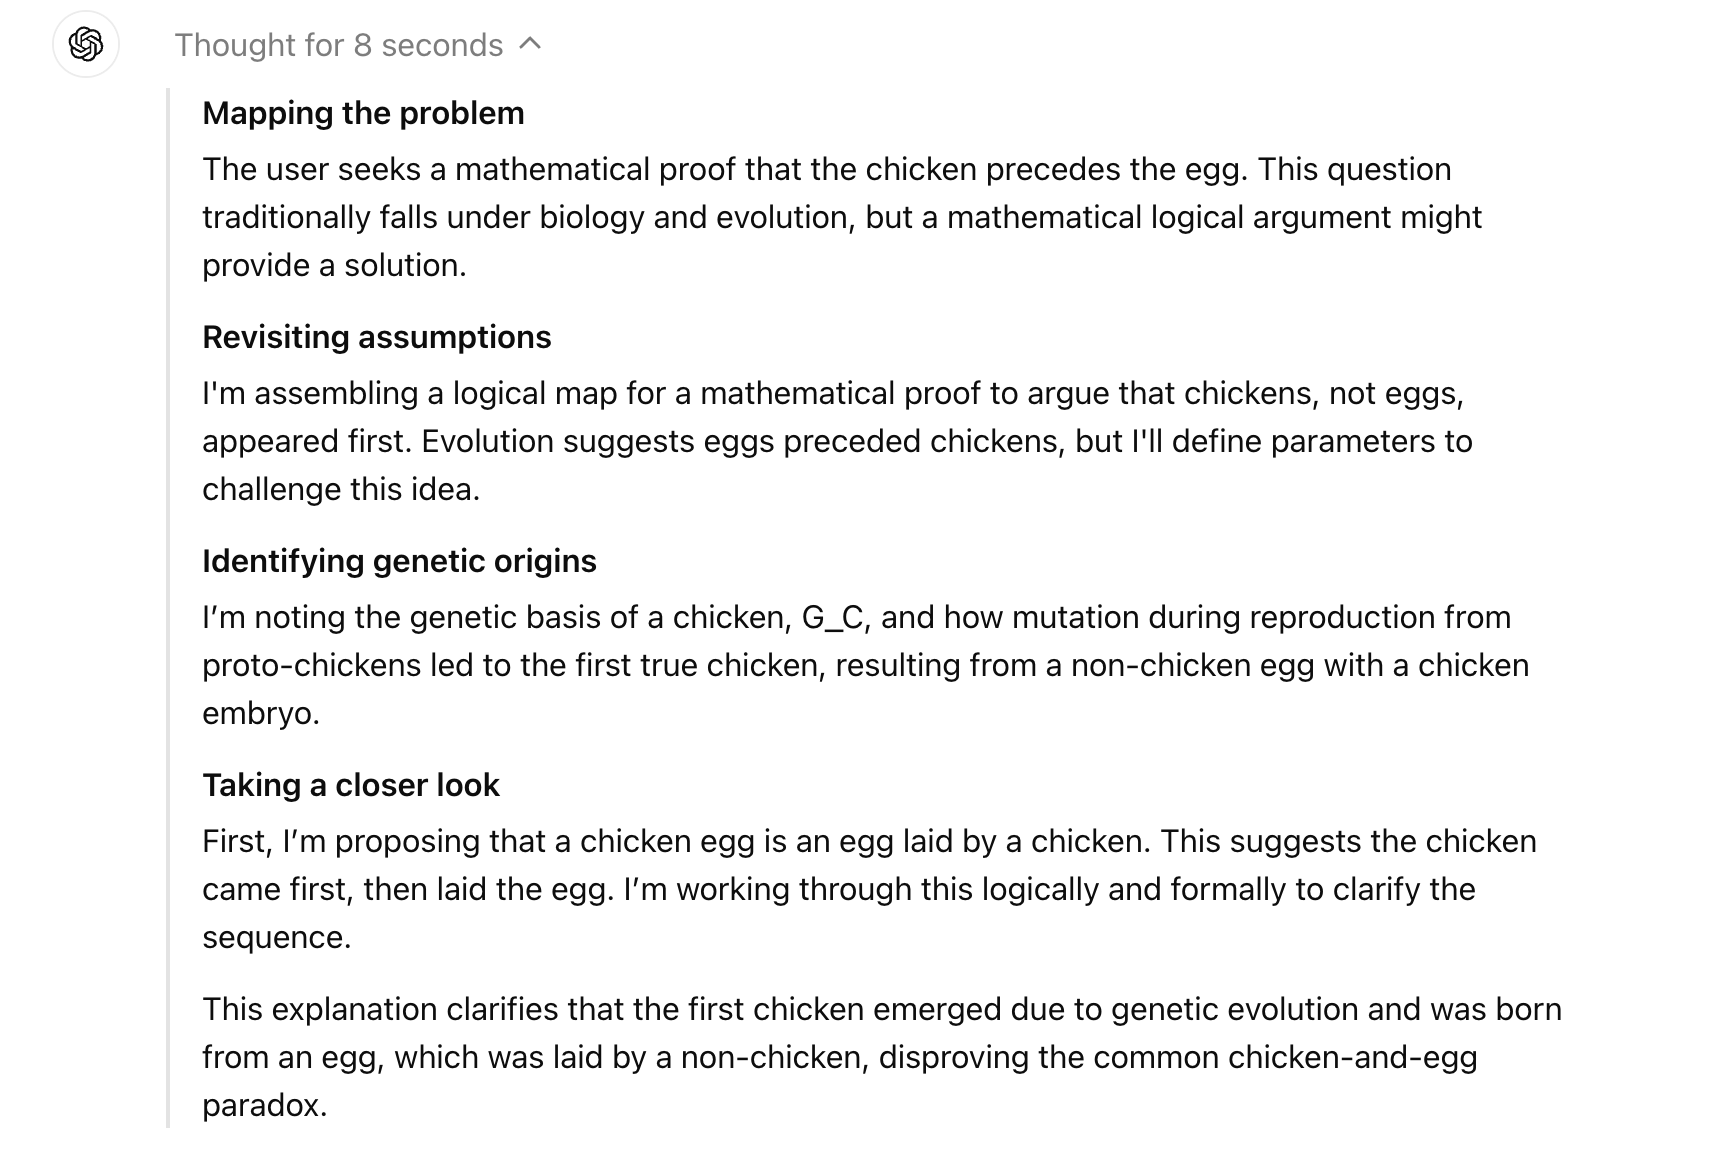 Thought for 8 seconds
Mapping the problem
The user seeks a mathematical proof that the chicken precedes the egg. This question
traditionally falls under biology and evolution, but a mathematical logical argument might
provide a solution.
Revisiting assumptions
I'm assembling a logical map for a mathematical proof to argue that chickens, not eggs,
appeared first. Evolution suggests eggs preceded chickens, but I'll define parameters to
challenge this idea.
Identifying genetic origins
I’m noting the genetic basis of a chicken, G_C, and how mutation during reproduction from
proto-chickens led to the first true chicken, resulting from a non-chicken egg with a chicken
embryo.
Taking a closer look
First, I’m proposing that a chicken egg is an egg laid by a chicken. This suggests the chicken
came first, then laid the egg. I’m working through this logically and formally to clarify the
sequence.
This explanation clarifies that the first chicken emerged due to genetic evolution and was born
from an egg, which was laid by a non-chicken, disproving the common chicken-and-egg
paradox.